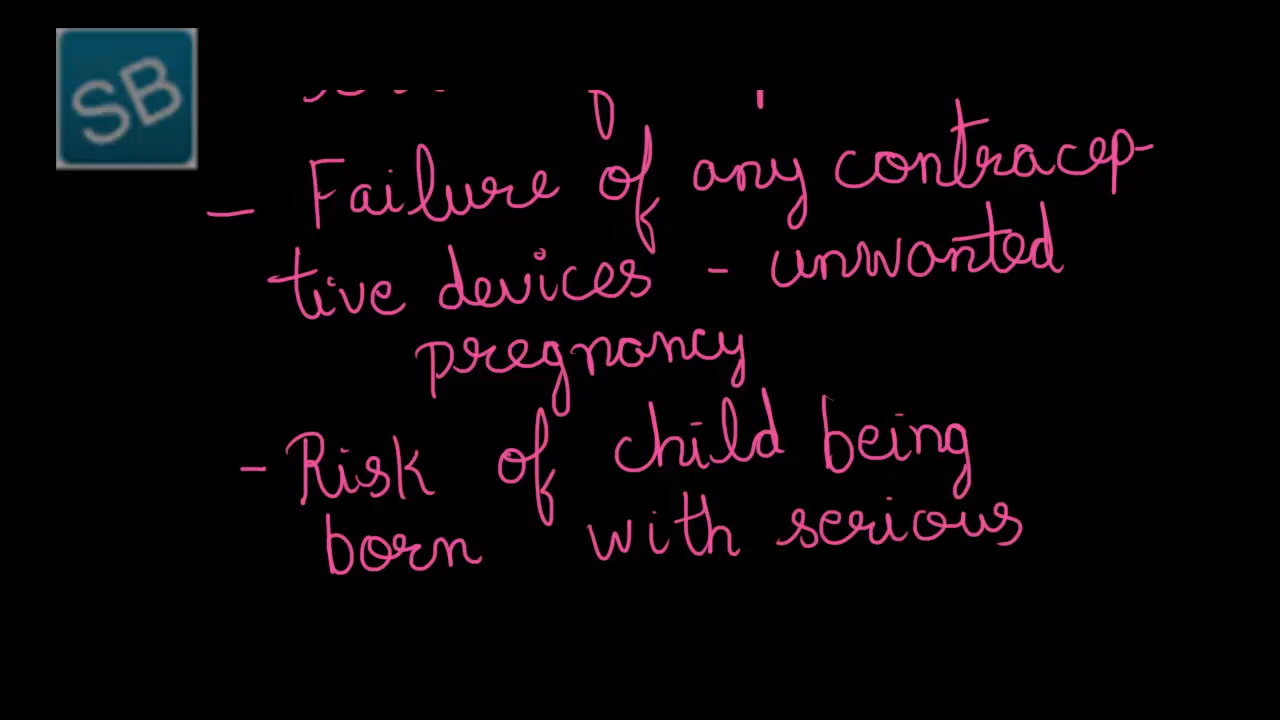 SB
- Failure of any contracep-
tive devices - unwanted
pregnancy
- Risk of child being
born with serious